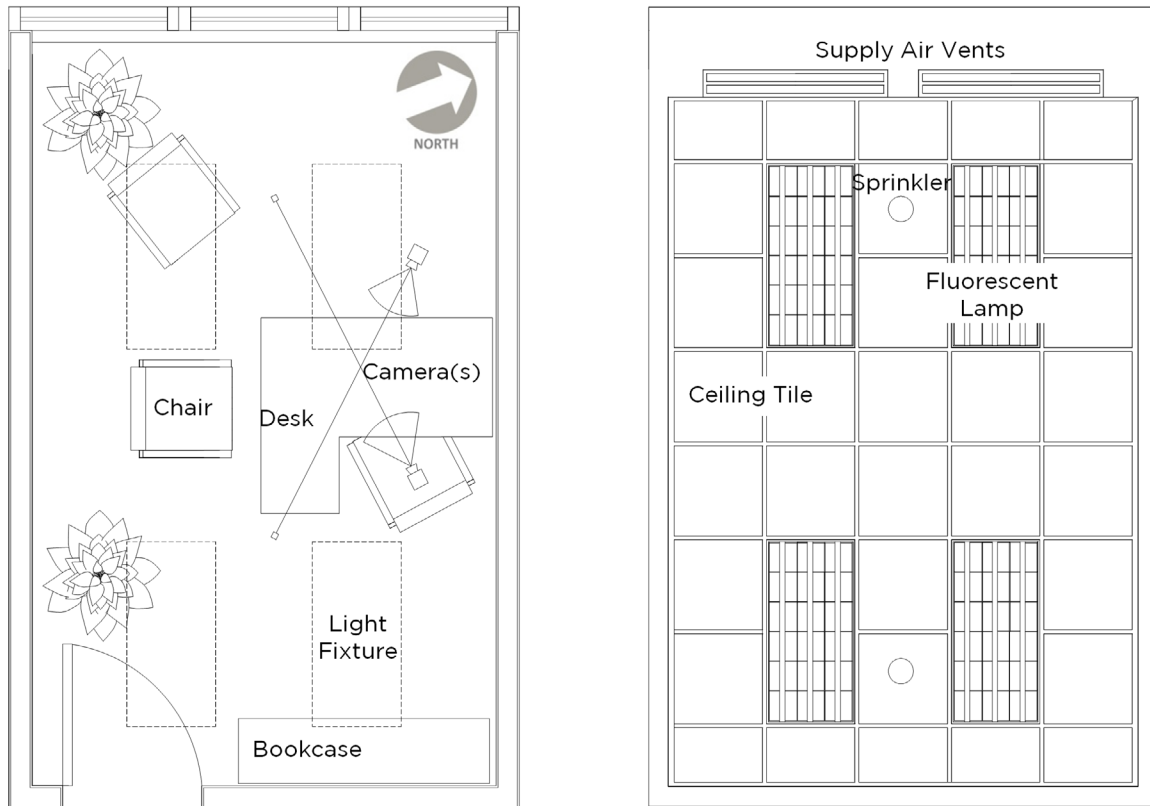 NORTH
Camera(s)
Chair
Desk
Light
Fixture
Bookcase
Supply Air Vents
Sprinkler
Fluorescent
Lamp
Ceiling Tile